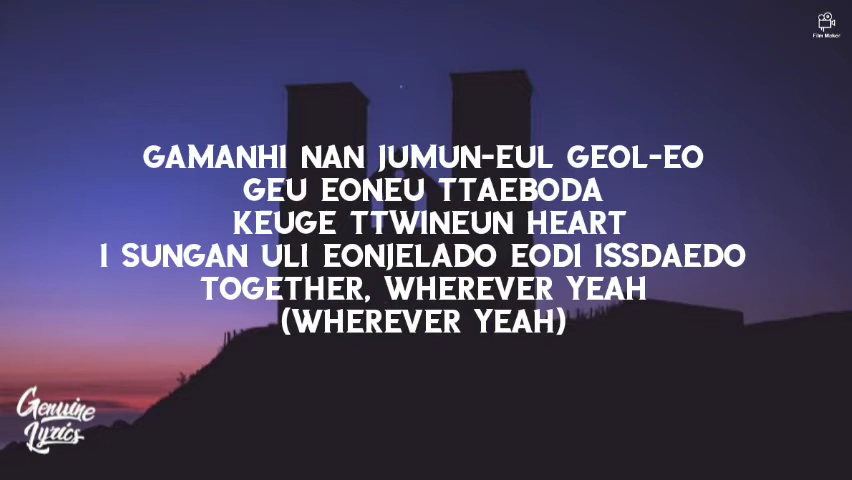 Film Maker
GAMANHI NAN JUMUN-EUL GEOL-EO
GEU EONEU TTAEBODA
KEUGE TTWINEUN HEART
I SUNGAN ULI EONJELADO EODI ISSDAEDO
TOGETHER, WHEREVER YEAH
(WHEREVER YEAH)
Genuine
Lyrics